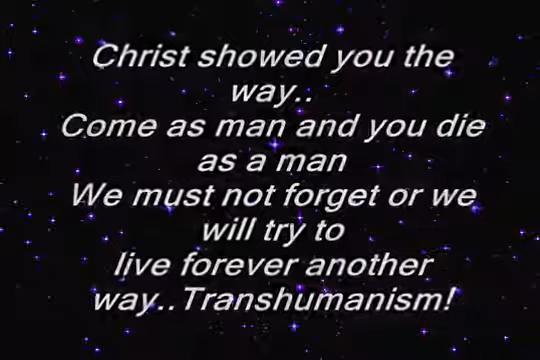 Christ showed you the
way..
Come as man and you die
as a man
We must not forget or we
will try to
live forever another
way..Transhumanism!